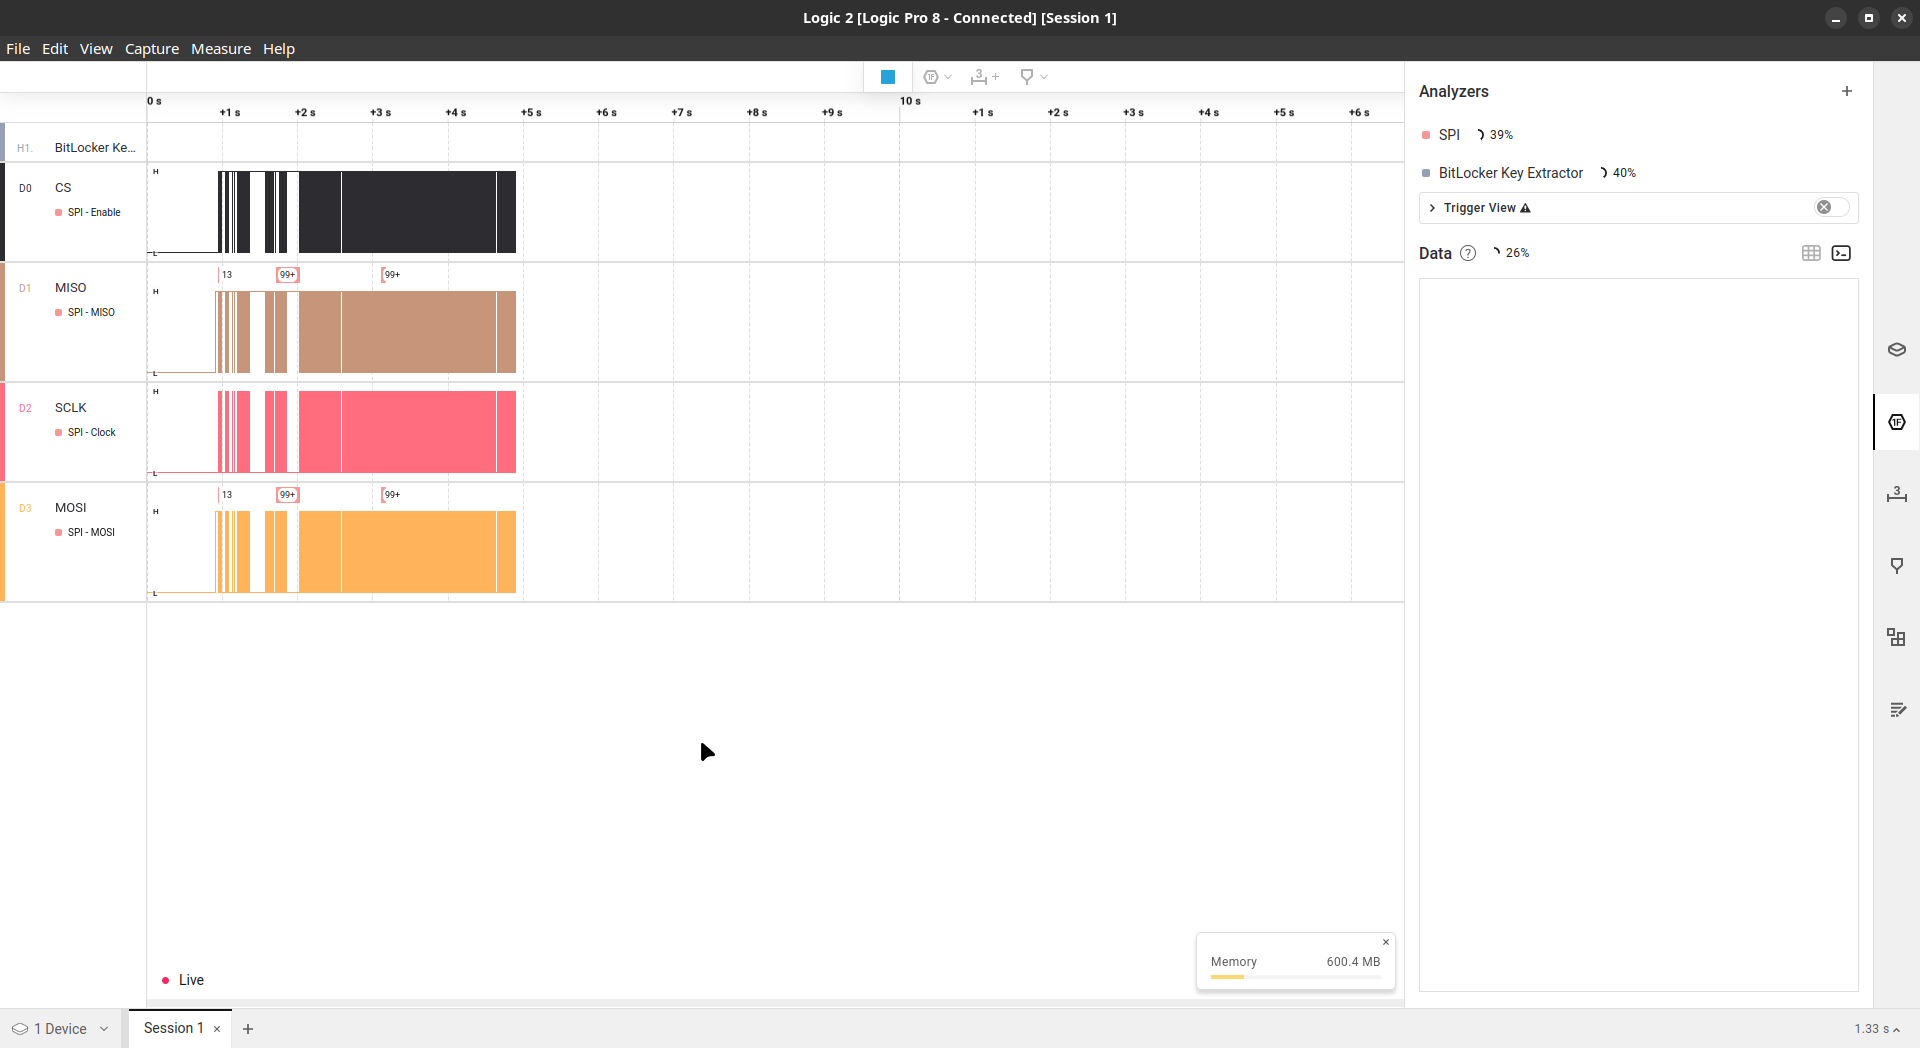 Logic 2 [Logic Pro 8 - Connected] [Session 1]
File Edit View Capture Measure Help
0 s 10 s
+1 s +2 s +3 s +4 s +5 s +6 s +7 s +8 s +9 s +1 s +2 s +3 s +4 s +5 s +6 s
H1. BitLocker Ke...
D0 CS
SPI - Enable
H
L
D1 MISO
SPI - MISO
13 99+ 99+
H
L
D2 SCLK
SPI - Clock
H
L
D3 MOSI
SPI - MOSI
13 99+ 99+
H
L
Live
Memory 600.4 MB
Analyzers
SPI 39%
BitLocker Key Extractor 40%
Trigger View
Data ? 26%
1F
3
1 Device
Session 1
1.33 s